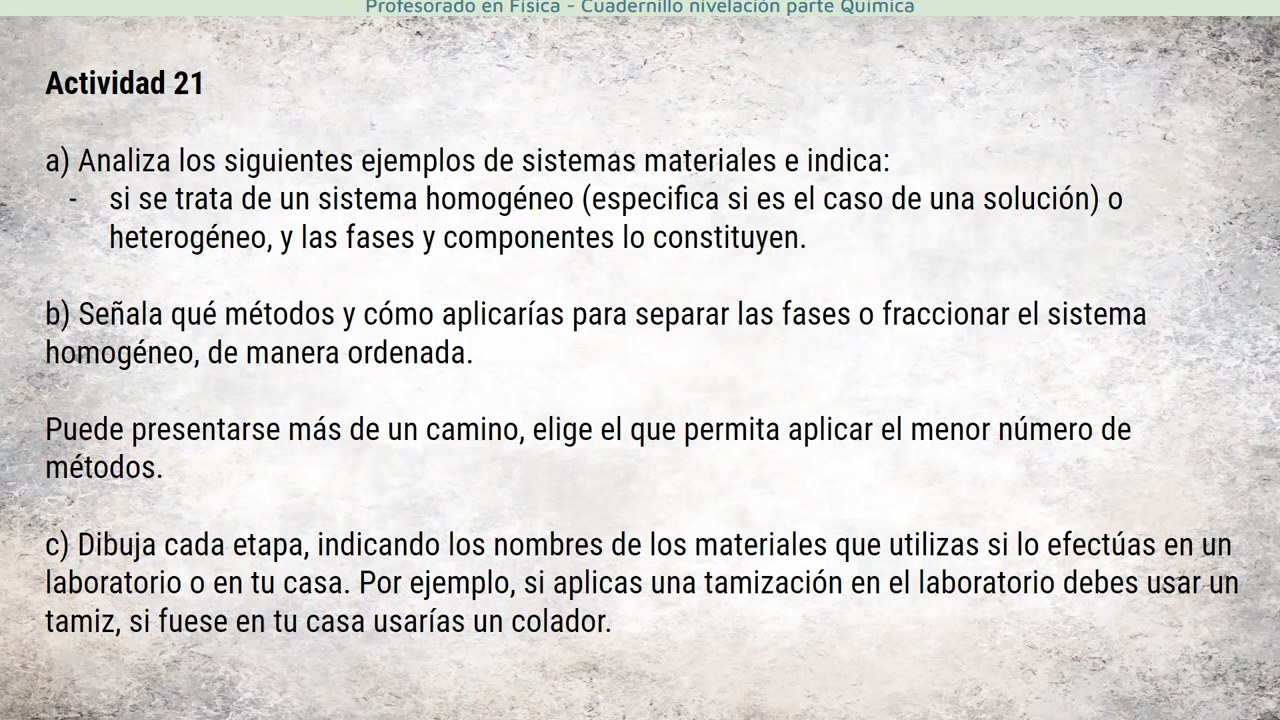 Profesorado en Física - Cuadernillo nivelación parte Química
Actividad 21
a) Analiza los siguientes ejemplos de sistemas materiales e indica:
- si se trata de un sistema homogéneo (especifica si es el caso de una solución) o
heterogéneo, y las fases y componentes lo constituyen.
b) Señala qué métodos y cómo aplicarías para separar las fases o fraccionar el sistema
homogéneo, de manera ordenada.
Puede presentarse más de un camino, elige el que permita aplicar el menor número de
métodos.
c) Dibuja cada etapa, indicando los nombres de los materiales que utilizas si lo efectúas en un
laboratorio o en tu casa. Por ejemplo, si aplicas una tamización en el laboratorio debes usar un
tamiz, si fuese en tu casa usarías un colador.